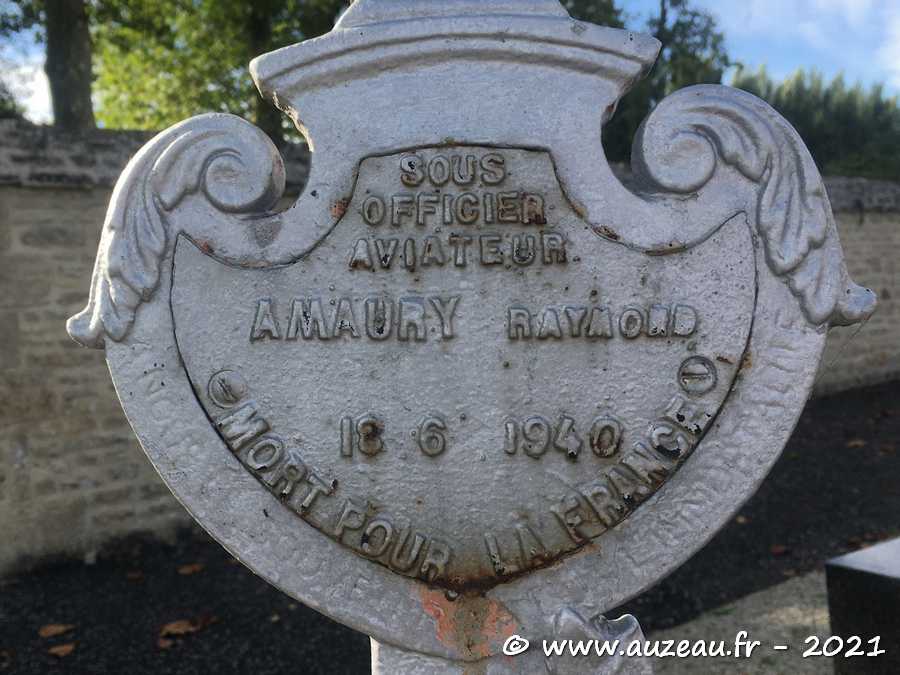 SOUS
OFFICIER
AVIATEUR
AMAURY RAYMOND
18 6 1940
MORT POUR LA FRANCE
© www.auzeau.fr - 2021